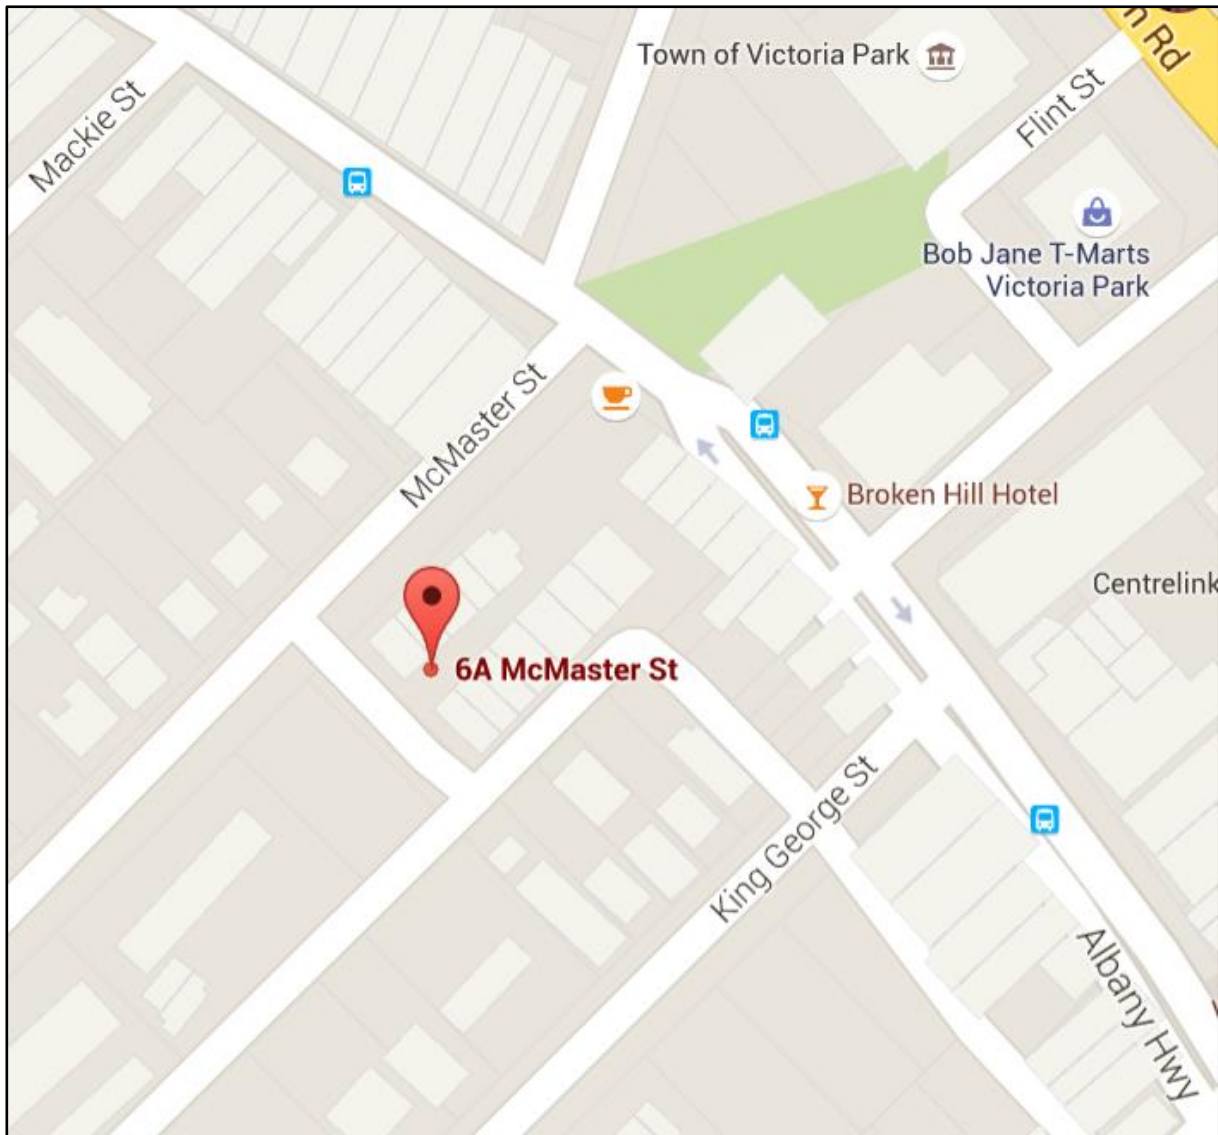 Town of Victoria Park
n Rd
Flint St
Mackie St
Bob Jane T-Marts
Victoria Park
McMaster St
Broken Hill Hotel
Centrelink
6A McMaster St
King George St
Albany Hwy